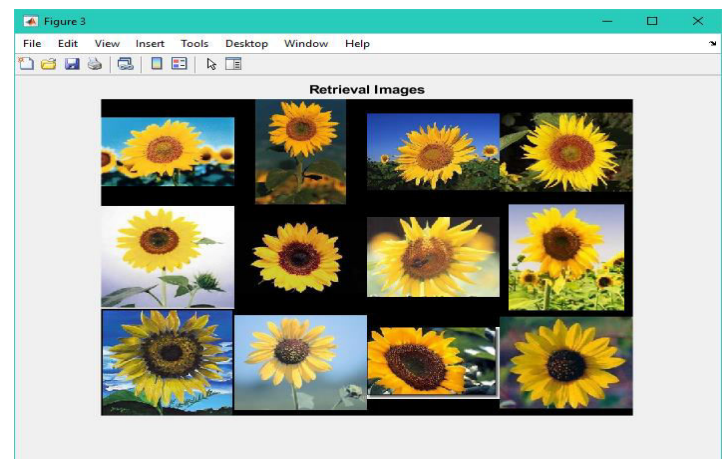 Figure 3
File Edit View Insert Tools Desktop Window Help
Retrieval Images